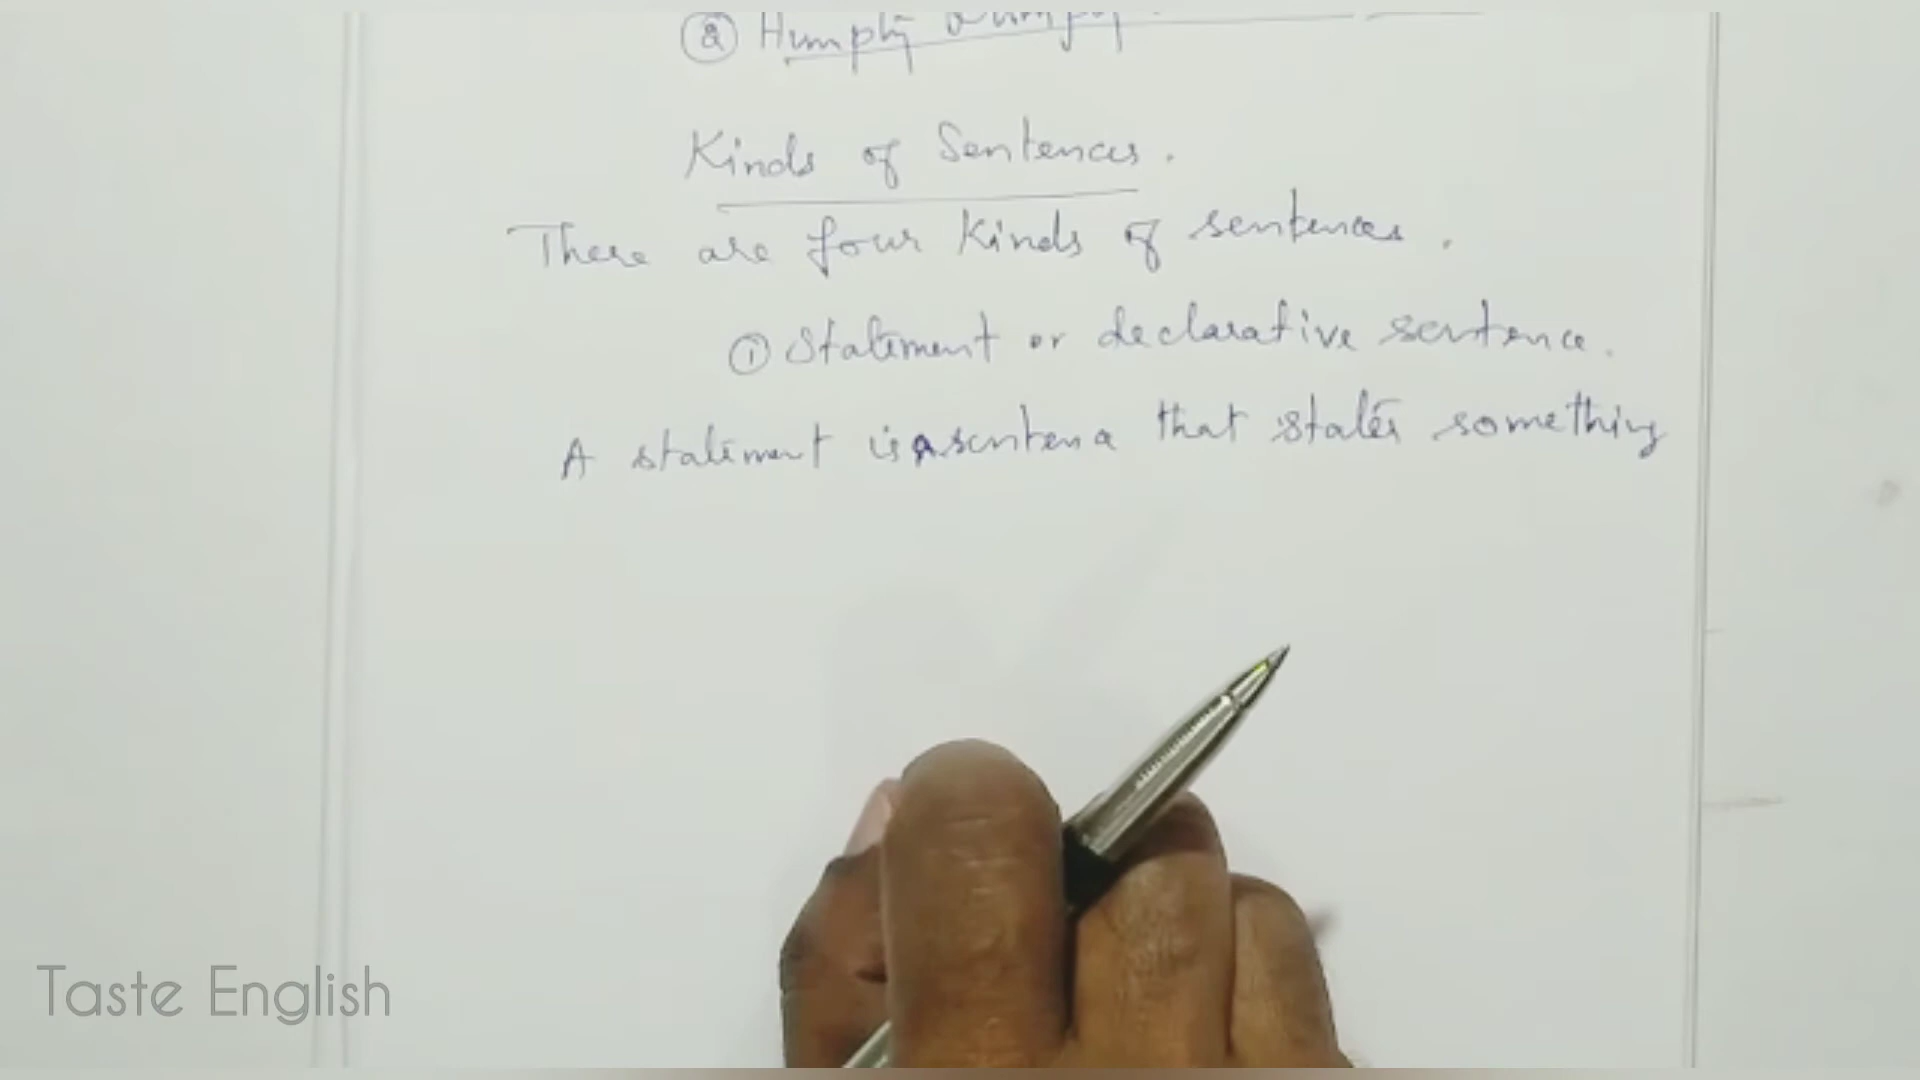 ② Humpty Dumpty
Kinds of Sentences.
There are four kinds of sentences.
① Statement or declarative sentence.
A statement is a sentence that states something
Taste English